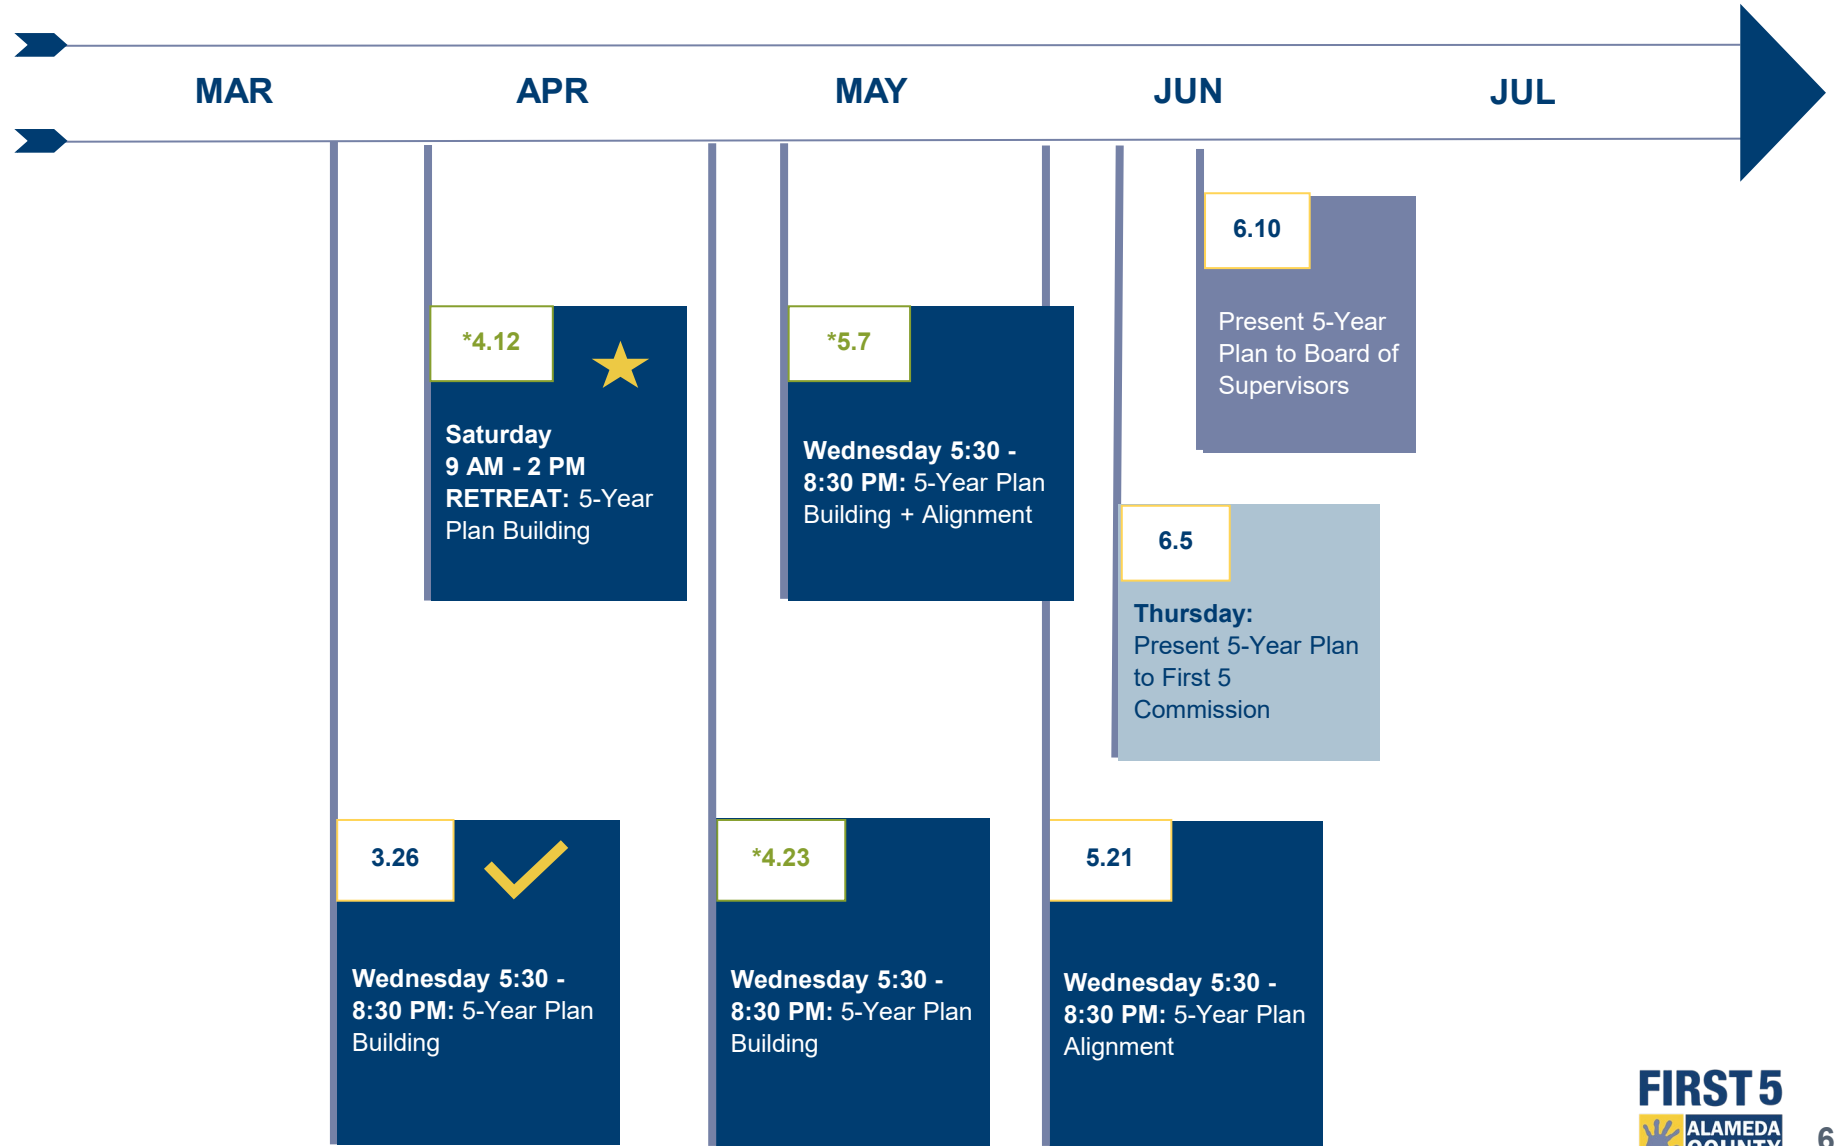 MAR
APR
MAY
JUN
JUL
6.10
Present 5-Year
Plan to Board of
Supervisors
*4.12
Saturday
9 AM - 2 PM
RETREAT: 5-Year
Plan Building
*5.7
Wednesday 5:30 -
8:30 PM: 5-Year Plan
Building + Alignment
6.5
Thursday:
Present 5-Year Plan
to First 5
Commission
3.26
Wednesday 5:30 -
8:30 PM: 5-Year Plan
Building
*4.23
Wednesday 5:30 -
8:30 PM: 5-Year Plan
Building
5.21
Wednesday 5:30 -
8:30 PM: 5-Year Plan
Alignment
FIRST 5
ALAMEDA
COUNTY
6